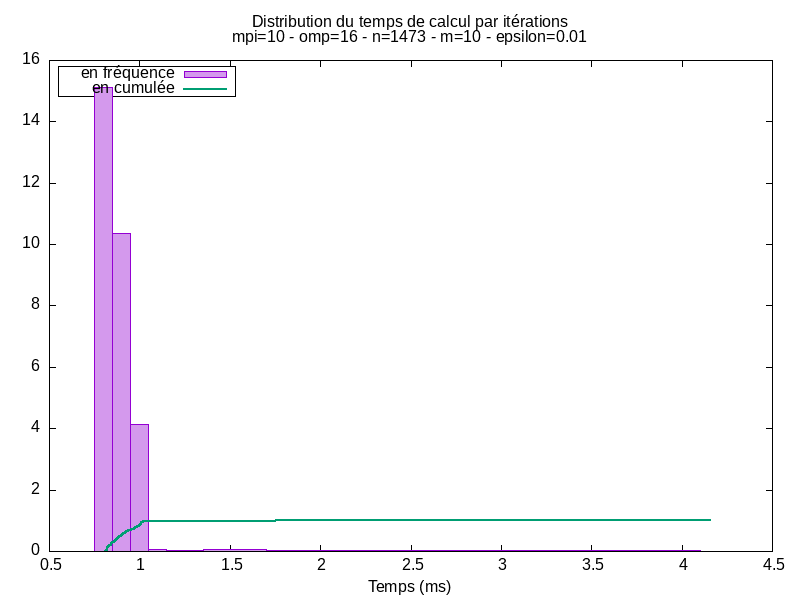 Distribution du temps de calcul par itérations
mpi=10 - omp=16 - n=1473 - m=10 - epsilon=0.01
en fréquence
en cumulée
16
14
12
10
8
6
4
2
0
0.5 1 1.5 2 2.5 3 3.5 4 4.5
Temps (ms)